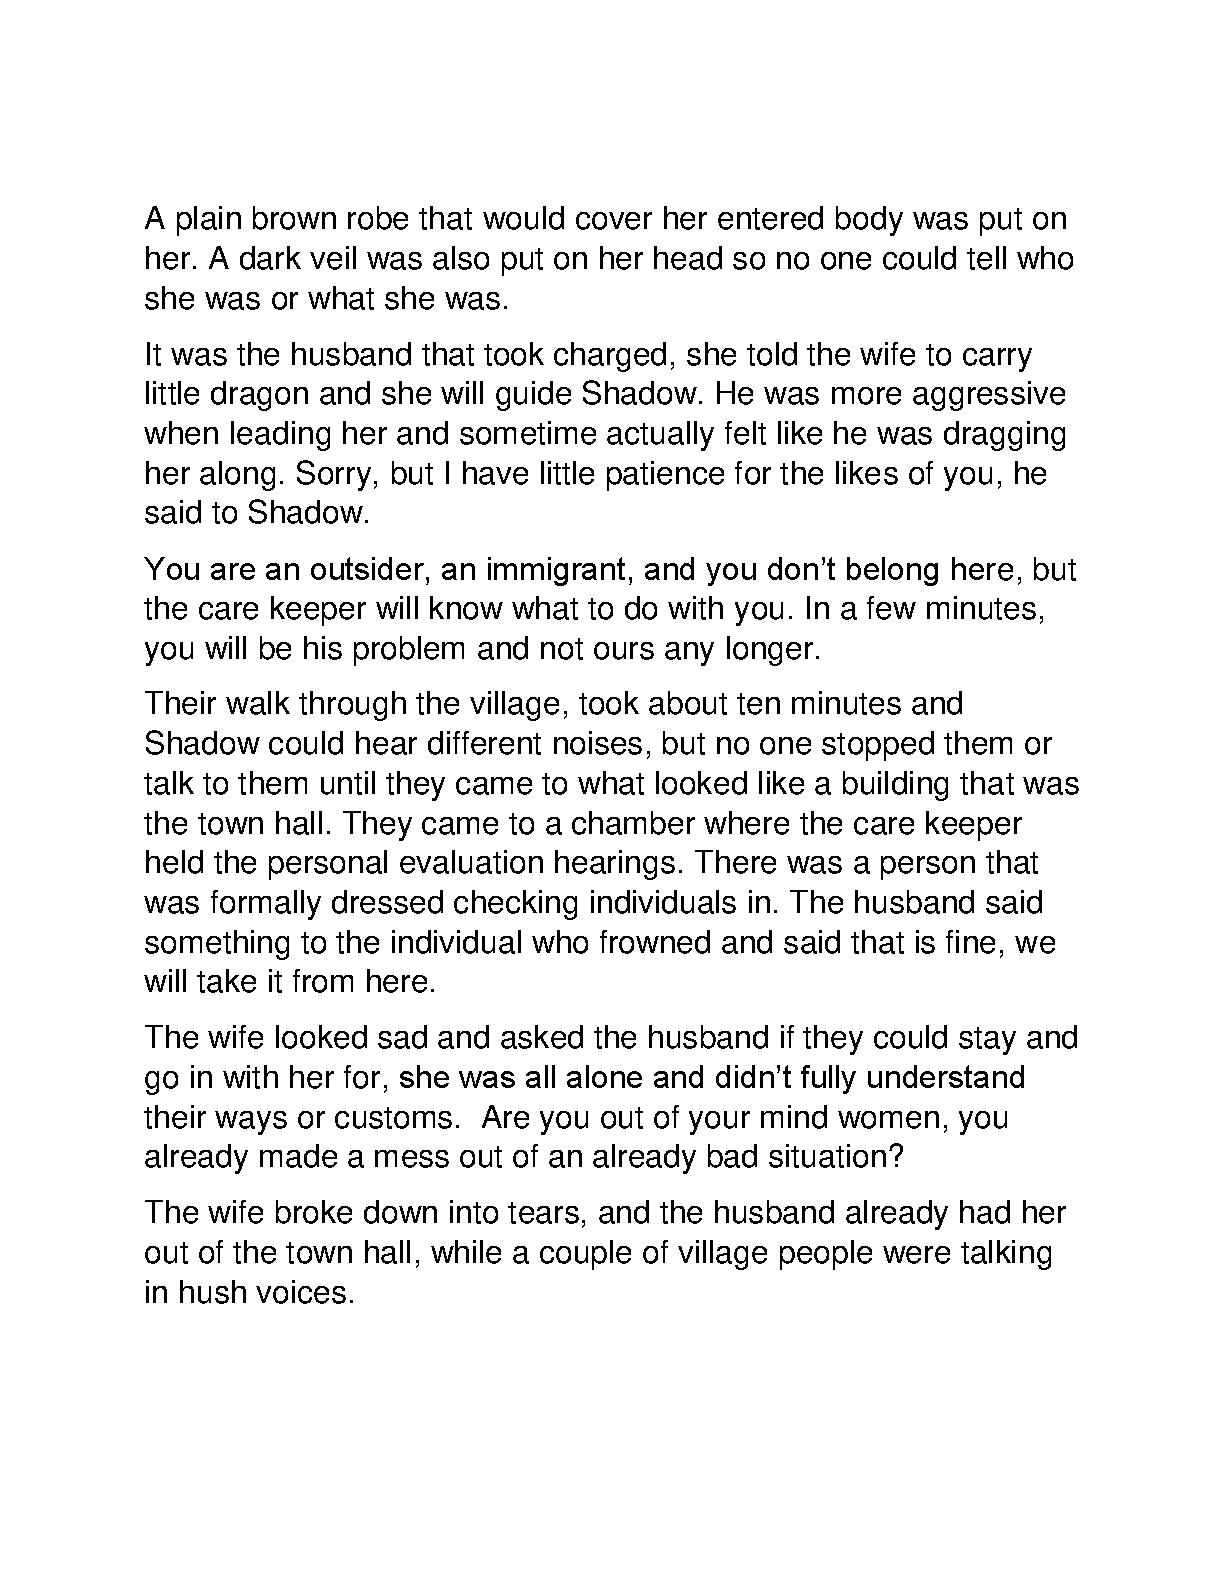 A plain brown robe that would cover her entered body was put on
her. A dark veil was also put on her head so no one could tell who
she was or what she was.
It was the husband that took charged, she told the wife to carry
little dragon and she will guide Shadow. He was more aggressive
when leading her and sometime actually felt like he was dragging
her along. Sorry, but I have little patience for the likes of you, he
said to Shadow.
You are an outsider, an immigrant, and you don’t belong here, but
the care keeper will know what to do with you. In a few minutes,
you will be his problem and not ours any longer.
Their walk through the village, took about ten minutes and
Shadow could hear different noises, but no one stopped them or
talk to them until they came to what looked like a building that was
the town hall. They came to a chamber where the care keeper
held the personal evaluation hearings. There was a person that
was formally dressed checking individuals in. The husband said
something to the individual who frowned and said that is fine, we
will take it from here.
The wife looked sad and asked the husband if they could stay and
go in with her for, she was all alone and didn’t fully understand
their ways or customs.  Are you out of your mind women, you
already made a mess out of an already bad situation?
The wife broke down into tears, and the husband already had her
out of the town hall, while a couple of village people were talking
in hush voices.